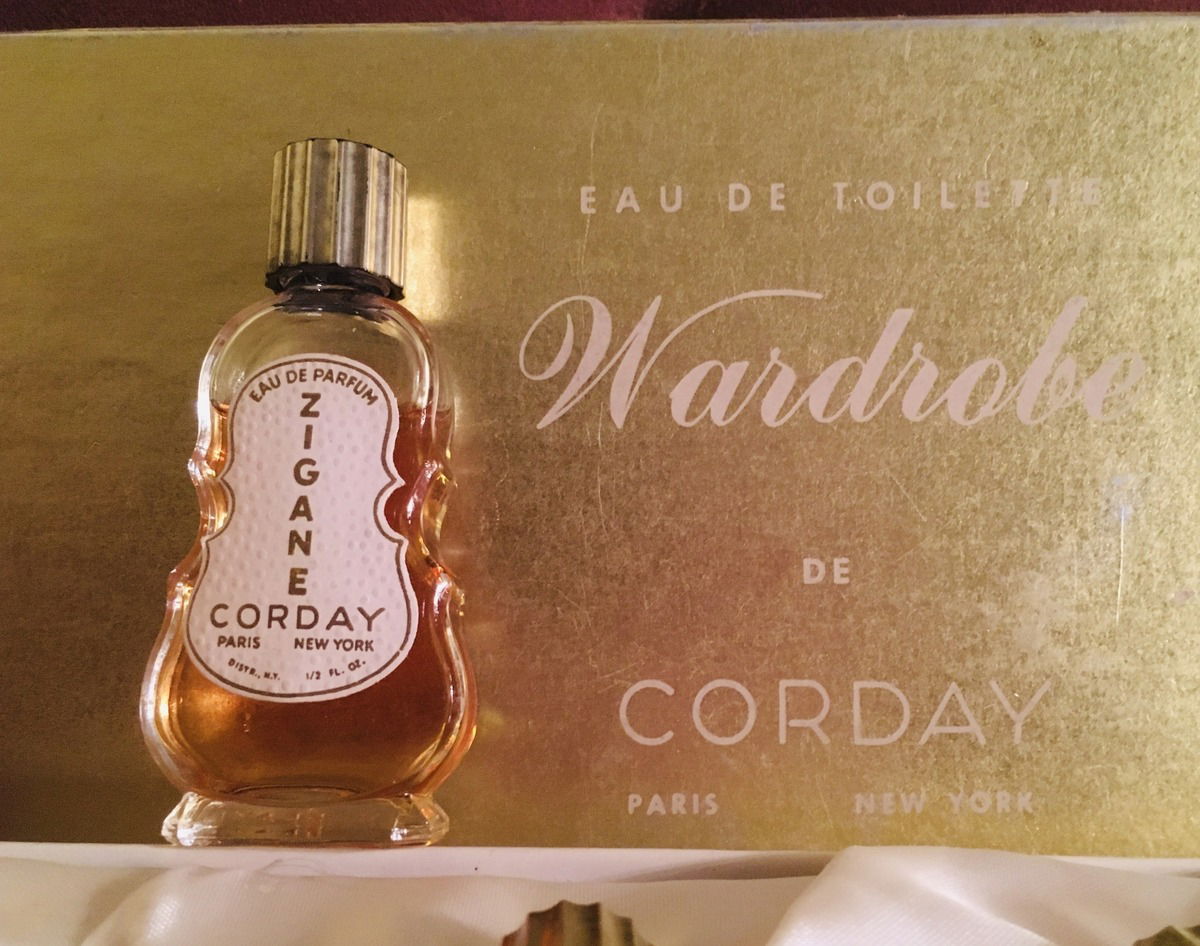 EAU DE PARFUM
ZIGANE
CORDAY
PARIS NEW YORK
DISTR., N.Y. 1/2 FL. OZ.
EAU DE TOILETTE
Wardrobe
DE
CORDAY
PARIS NEW YORK